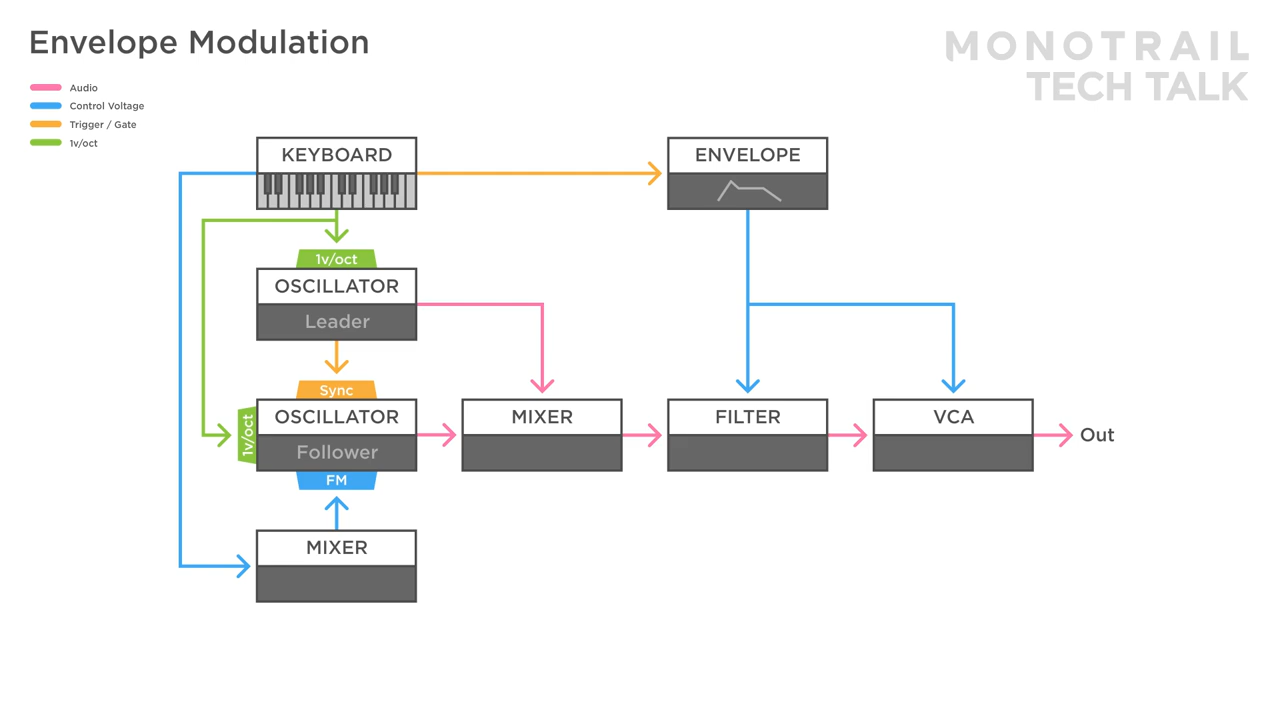 Envelope Modulation
MONOTRAIL
TECH TALK
Audio
Control Voltage
Trigger / Gate
1v/oct
KEYBOARD
ENVELOPE
1v/oct
OSCILLATOR
Leader
Sync
1v/oct
OSCILLATOR
Follower
FM
MIXER
FILTER
VCA
Out
MIXER